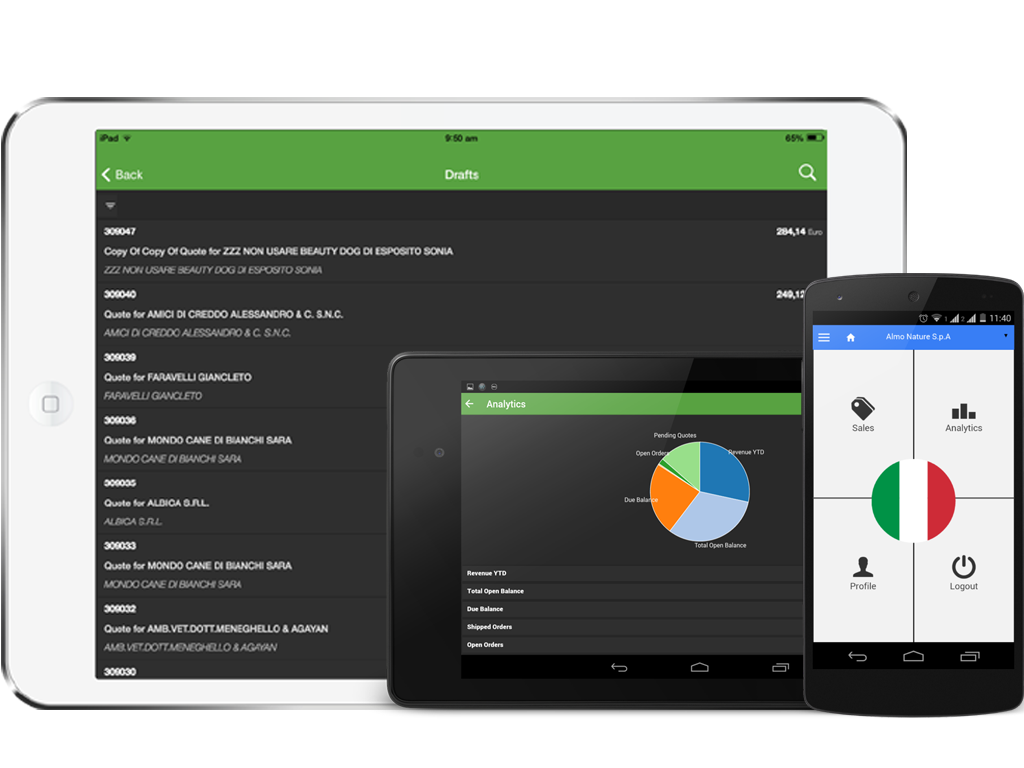 iPad
9:50 am
65%
Back
Drafts
309047
284,14 Euro
Copy Of Copy Of Quote for ZZZ NON USARE BEAUTY DOG DI ESPOSITO SONIA
ZZZ NON USARE BEAUTY DOG DI ESPOSITO SONIA
309040
249,12
Quote for AMICI DI CREDDO ALESSANDRO & C. S.N.C.
AMICI DI CREDDO ALESSANDRO & C. S.N.C.
309039
Quote for FARAVELLI GIANCLETO
FARAVELLI GIANCLETO
309036
Quote for MONDO CANE DI BIANCHI SARA
MONDO CANE DI BIANCHI SARA
309035
Quote for ALBICA S.R.L.
ALBICA S.R.L.
309033
Quote for MONDO CANE DI BIANCHI SARA
MONDO CANE DI BIANCHI SARA
309032
Quote for AMB.VET.DOTT.MENEGHELLO & AGAYAN
AMB.VET.DOTT.MENEGHELLO & AGAYAN
309030
Analytics
Pending Quotes
Open Orders
Revenue YTD
Due Balance
Total Open Balance
Revenue YTD
Total Open Balance
Due Balance
Shipped Orders
Open Orders
1
2
11:40
Almo Nature S.p.A
Sales
Analytics
Profile
Logout